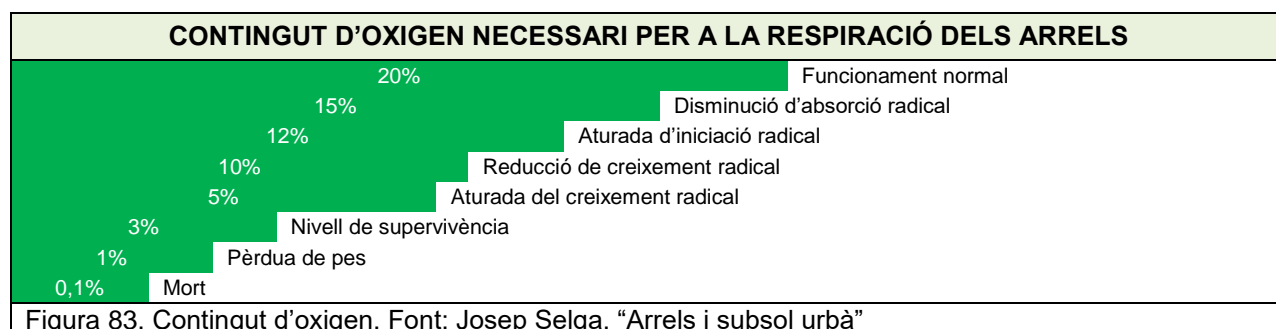 CONTINGUT D’OXIGEN NECESSARI PER A LA RESPIRACIÓ DELS ARRELS
20% Funcionament normal
15% Disminució d’absorció radical
12% Aturada d’iniciació radical
10% Reducció de creixement radical
5% Aturada del creixement radical
3% Nivell de supervivència
1% Pèrdua de pes
0,1% Mort
Figura 83. Contingut d’oxigen. Font: Josep Selga. “Arrels i subsol urbà”